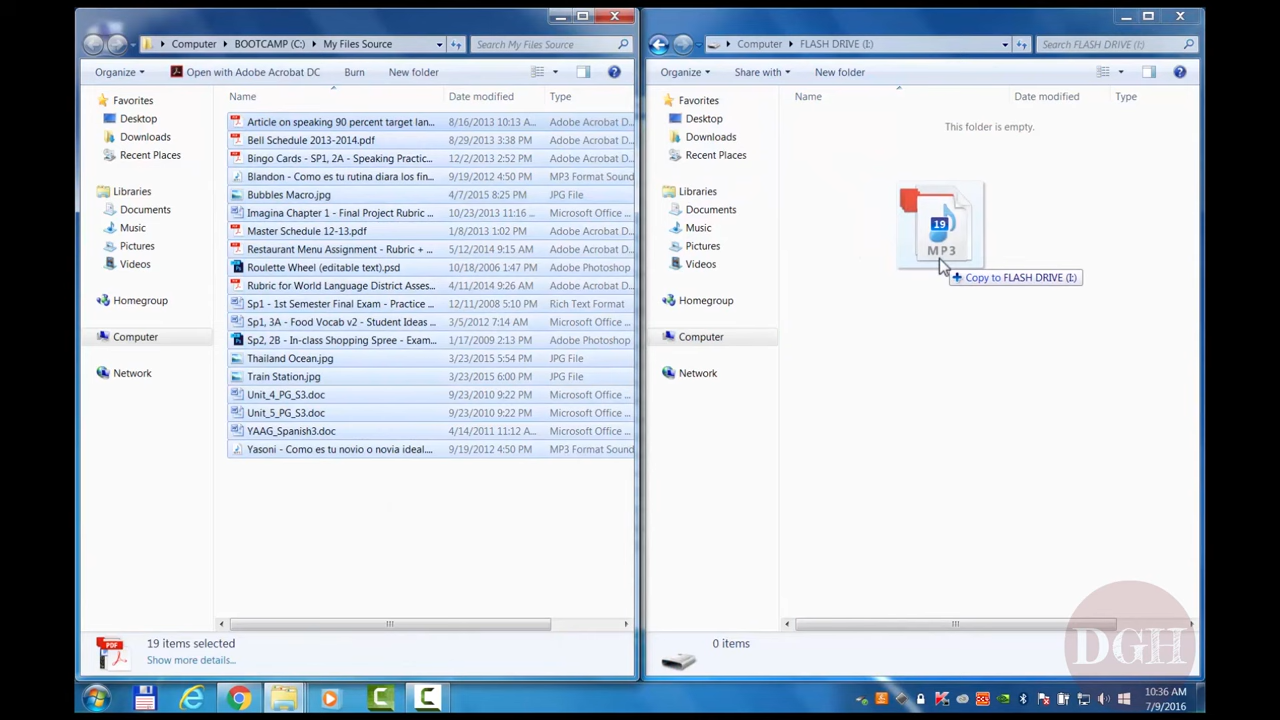 Computer BOOTCAMP (C:) My Files Source
Search My Files Source
Organize Open with Adobe Acrobat DC Burn New folder
Favorites
Desktop
Downloads
Recent Places
Libraries
Documents
Music
Pictures
Videos
Homegroup
Computer
Network
Name Date modified Type
Article on speaking 90 percent target lan... 8/16/2013 10:13 A... Adobe Acrobat D...
Bell Schedule 2013-2014.pdf 8/29/2013 3:38 PM Adobe Acrobat D...
Bingo Cards - SP1, 2A - Speaking Practic... 12/2/2013 2:52 PM Adobe Acrobat D...
Blandon - Como es tu rutina diara los fin... 9/19/2012 4:50 PM MP3 Format Sound
Bubbles Macro.jpg 4/7/2015 8:25 PM JPG File
Imagina Chapter 1 - Final Project Rubric ... 10/23/2013 11:16 ... Microsoft Office ...
Master Schedule 12-13.pdf 1/8/2013 1:02 PM Adobe Acrobat D...
Restaurant Menu Assignment - Rubric + ... 5/12/2014 9:15 AM Adobe Acrobat D...
Roulette Wheel (editable text).psd 10/18/2006 1:47 PM Adobe Photoshop
Rubric for World Language District Asses... 4/11/2014 9:26 AM Adobe Acrobat D...
Sp1 - 1st Semester Final Exam - Practice ... 12/11/2008 5:10 PM Rich Text Format
Sp1, 3A - Food Vocab v2 - Student Ideas ... 3/5/2012 7:14 AM Microsoft Office ...
Sp2, 2B - In-class Shopping Spree - Exam... 1/17/2009 2:13 PM Adobe Photoshop
Thailand Ocean.jpg 3/23/2015 5:54 PM JPG File
Train Station.jpg 3/23/2015 6:00 PM JPG File
Unit_4_PG_S3.doc 9/23/2010 9:22 PM Microsoft Office ...
Unit_5_PG_S3.doc 9/23/2010 9:22 PM Microsoft Office ...
YAAG_Spanish3.doc 4/14/2011 11:12 A... Microsoft Office ...
Yasoni - Como es tu novio o novia ideal.... 9/19/2012 4:50 PM MP3 Format Sound
PDF
19 items selected
Show more details...
Computer FLASH DRIVE (I:)
Search FLASH DRIVE (I:)
Organize Share with New folder
Favorites
Desktop
Downloads
Recent Places
Libraries
Documents
Music
Pictures
Videos
Homegroup
Computer
Network
Name Date modified Type
This folder is empty.
19
MP3
Copy to FLASH DRIVE (I:)
0 items
DGH
10:36 AM
7/9/2016